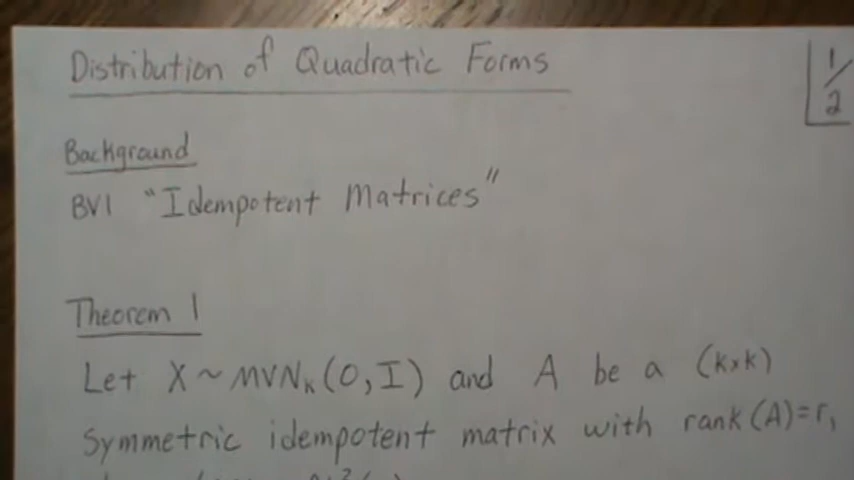 Distribution of Quadratic Forms
1/2
Background
BV1 "Idempotent Matrices"
Theorem 1
Let X ~ MVNₖ(0, I) and A be a (k×k)
Symmetric idempotent matrix with rank(A)=r,